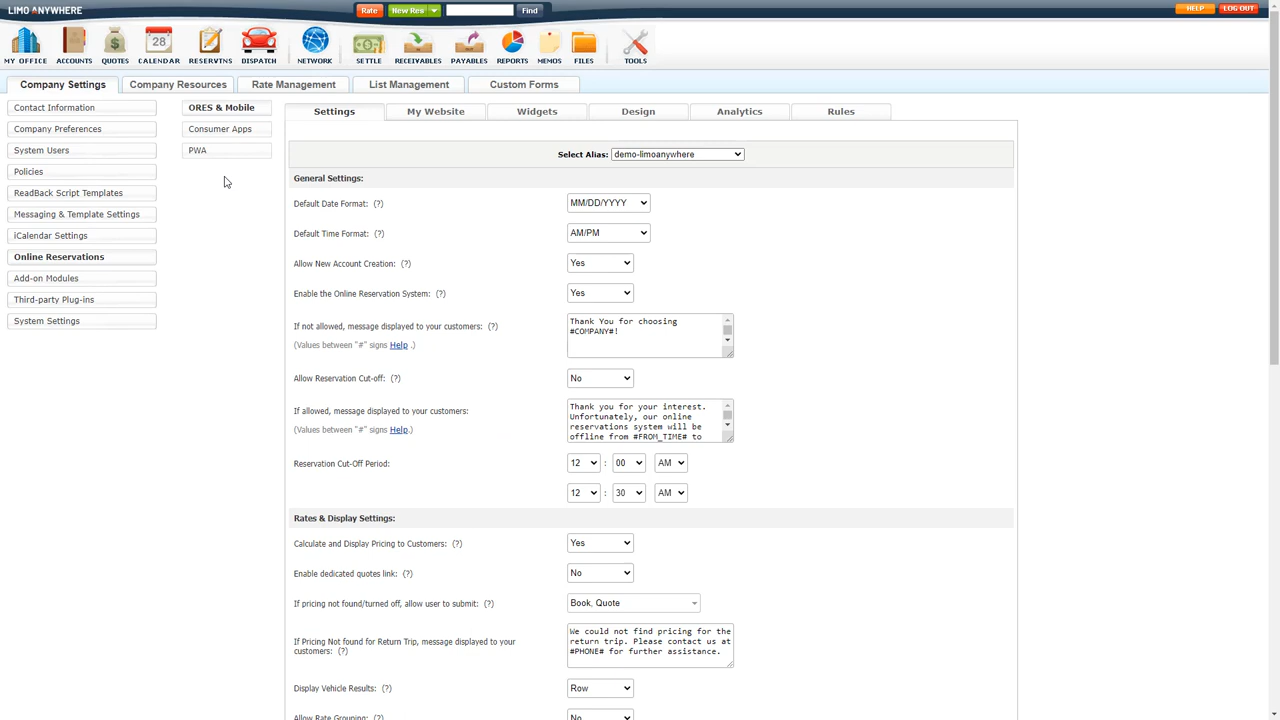 LIMO ANYWHERE
Rate New Res Find HELP LOG OUT
28
MY OFFICE ACCOUNTS QUOTES CALENDAR RESERVTNS DISPATCH NETWORK SETTLE RECEIVABLES PAYABLES REPORTS MEMOS FILES TOOLS
Company Settings Company Resources Rate Management List Management Custom Forms
Contact Information
Company Preferences
System Users
Policies
ReadBack Script Templates
Messaging & Template Settings
iCalendar Settings
Online Reservations
Add-on Modules
Third-party Plug-ins
System Settings
ORES & Mobile
Consumer Apps
PWA
Settings My Website Widgets Design Analytics Rules
Select Alias: demo-limoanywhere
General Settings:
Default Date Format: (?) MM/DD/YYYY
Default Time Format: (?) AM/PM
Allow New Account Creation: (?) Yes
Enable the Online Reservation System: (?) Yes
If not allowed, message displayed to your customers: (?)
(Values between "#" signs Help .)
Thank You for choosing
#COMPANY#!
Allow Reservation Cut-off: (?) No
If allowed, message displayed to your customers:
(Values between "#" signs Help.)
Thank you for your interest.
Unfortunately, our online
reservations system will be
offline from #FROM_TIME# to
Reservation Cut-Off Period: 12 : 00 AM
12 : 30 AM
Rates & Display Settings:
Calculate and Display Pricing to Customers: (?) Yes
Enable dedicated quotes link: (?) No
If pricing not found/turned off, allow user to submit: (?) Book, Quote
If Pricing Not found for Return Trip, message displayed to your
customers: (?)
We could not find pricing for the
return trip. Please contact us at
#PHONE# for further assistance.
Display Vehicle Results: (?) Row
Allow Rate Grouping: (?) No